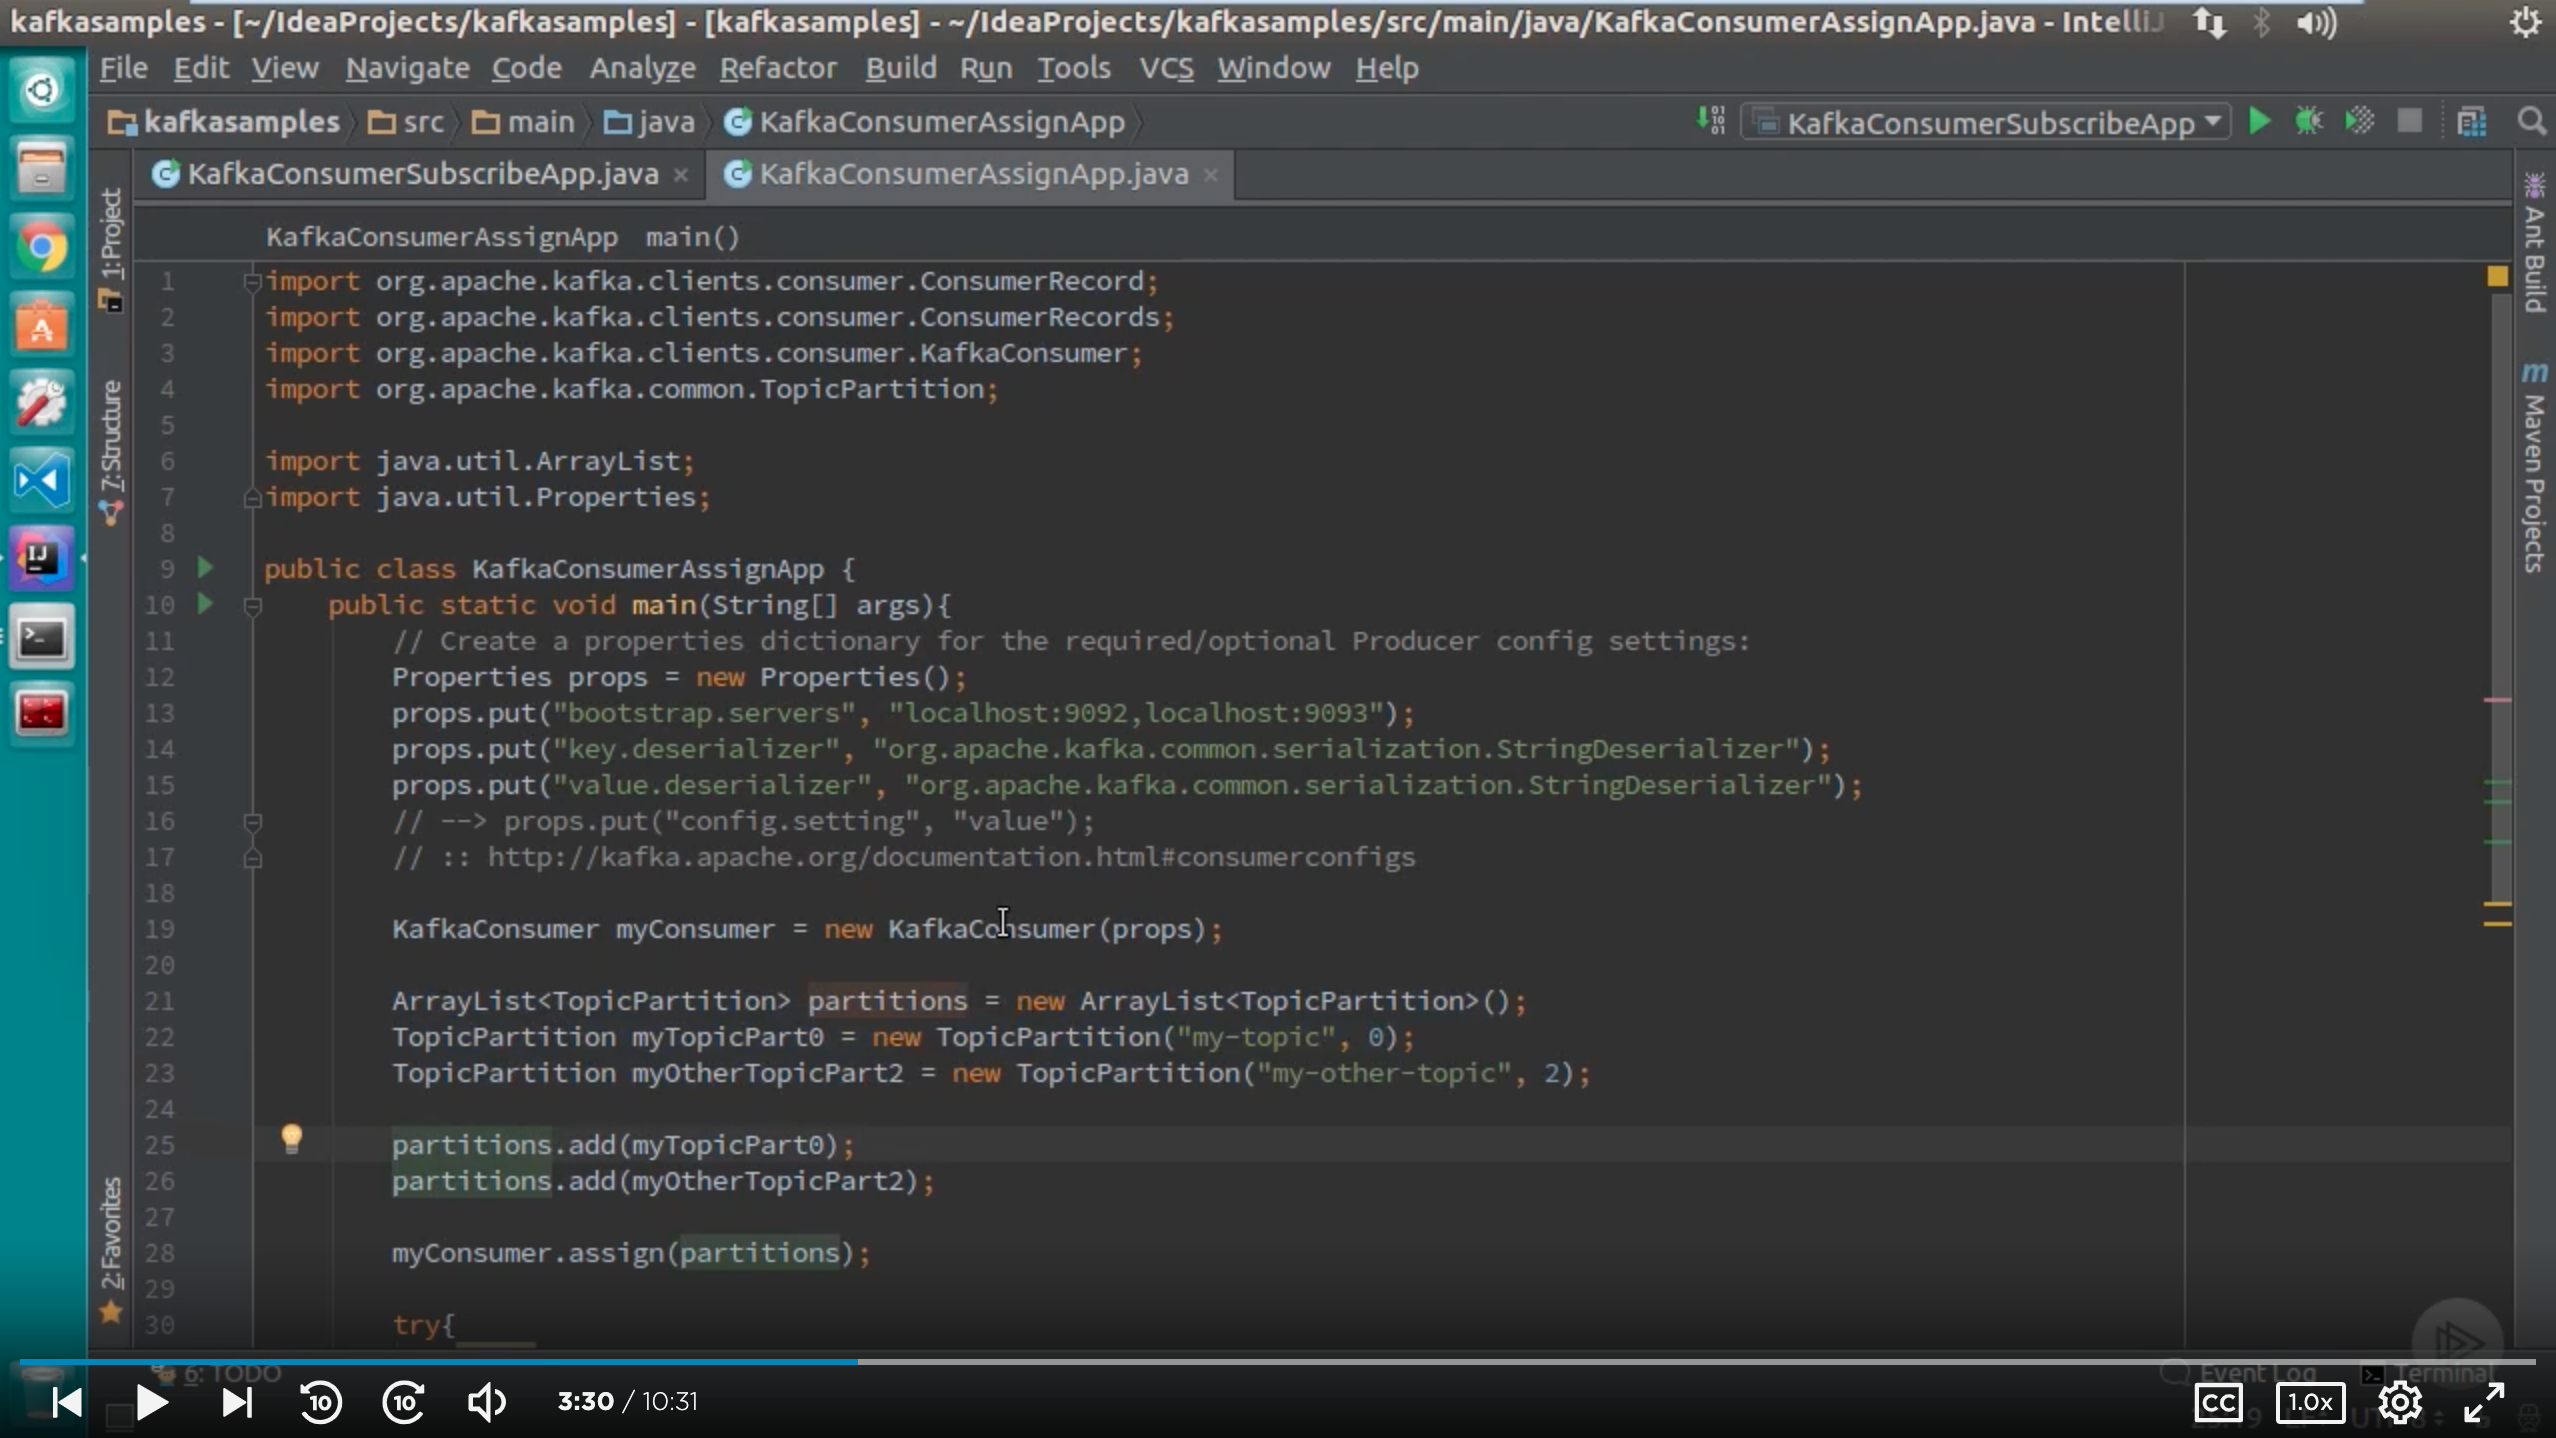 kafkasamples - [~/IdeaProjects/kafkasamples] - [kafkasamples] - ~/IdeaProjects/kafkasamples/src/main/java/KafkaConsumerAssignApp.java - IntelliJ
File Edit View Navigate Code Analyze Refactor Build Run Tools VCS Window Help
kafkasamples src main java KafkaConsumerAssignApp KafkaConsumerSubscribeApp
KafkaConsumerSubscribeApp.java KafkaConsumerAssignApp.java
KafkaConsumerAssignApp main()
1 import org.apache.kafka.clients.consumer.ConsumerRecord;
2 import org.apache.kafka.clients.consumer.ConsumerRecords;
3 import org.apache.kafka.clients.consumer.KafkaConsumer;
4 import org.apache.kafka.common.TopicPartition;
5
6 import java.util.ArrayList;
7 import java.util.Properties;
8
9 public class KafkaConsumerAssignApp {
10 public static void main(String[] args){
11 // Create a properties dictionary for the required/optional Producer config settings:
12 Properties props = new Properties();
13 props.put("bootstrap.servers", "localhost:9092,localhost:9093");
14 props.put("key.deserializer", "org.apache.kafka.common.serialization.StringDeserializer");
15 props.put("value.deserializer", "org.apache.kafka.common.serialization.StringDeserializer");
16 // --> props.put("config.setting", "value");
17 // :: http://kafka.apache.org/documentation.html#consumerconfigs
18
19 KafkaConsumer myConsumer = new KafkaConsumer(props);
20
21 ArrayList<TopicPartition> partitions = new ArrayList<TopicPartition>();
22 TopicPartition myTopicPart0 = new TopicPartition("my-topic", 0);
23 TopicPartition myOtherTopicPart2 = new TopicPartition("my-other-topic", 2);
24
25 partitions.add(myTopicPart0);
26 partitions.add(myOtherTopicPart2);
27
28 myConsumer.assign(partitions);
29
30 try{
1:Project
7:Structure
2:Favorites
Ant Build
m Maven Projects
IJ
6: TODO
Event Log Terminal
10 10 3:30 / 10:31 CC 1.0x